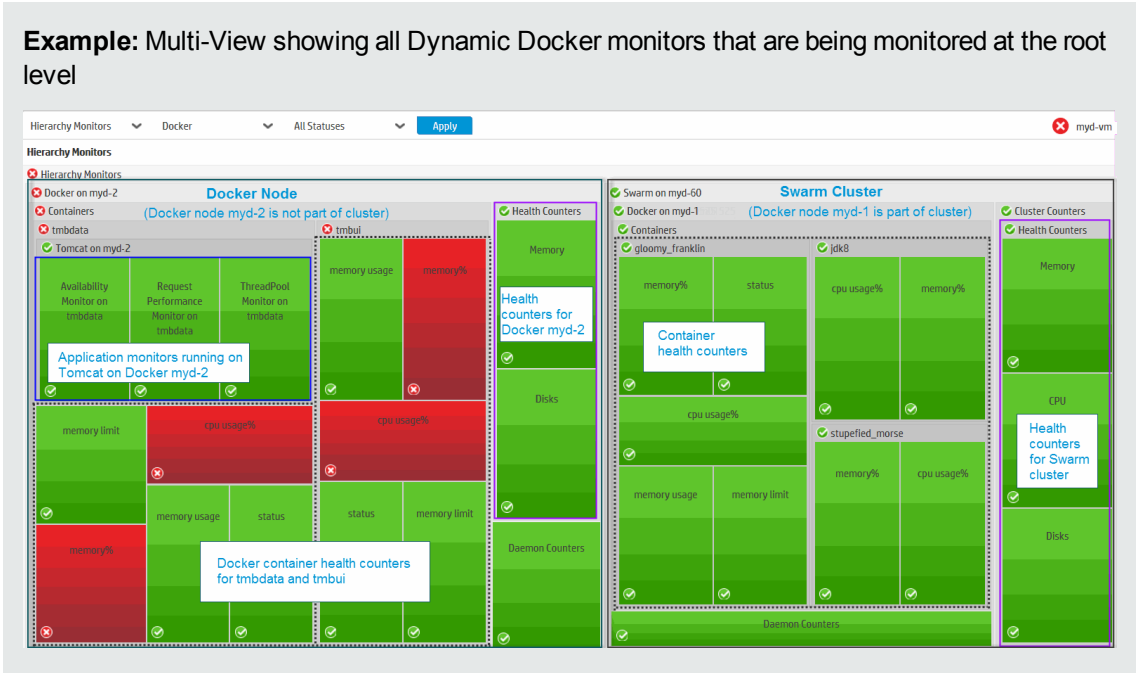 Example: Multi-View showing all Dynamic Docker monitors that are being monitored at the root
level
Hierarchy Monitors
Docker
All Statuses
Apply
myd-vm
Hierarchy Monitors
Hierarchy Monitors
Docker on myd-2
Docker Node
Containers
(Docker node myd-2 is not part of cluster)
tmbdata
Tomcat on myd-2
Availability
Monitor on
tmbdata
Request
Performance
Monitor on
tmbdata
ThreadPool
Monitor on
tmbdata
Application monitors running on
Tomcat on Docker myd-2
memory limit
cpu usage%
memory%
memory usage
status
tmbui
memory usage
memory%
cpu usage%
status
memory limit
Docker container health counters
for tmbdata and tmbui
Health Counters
Memory
Health
counters for
Docker myd-2
Disks
Daemon Counters
Swarm on myd-60
Swarm Cluster
Docker on myd-1
(Docker node myd-1 is part of cluster)
Containers
gloomy_franklin
memory%
status
Container
health counters
cpu usage%
memory usage
memory limit
jdk8
cpu usage%
memory%
stupefied_morse
memory%
cpu usage%
Daemon Counters
Cluster Counters
Health Counters
Memory
CPU
Health
counters
for Swarm
cluster
Disks